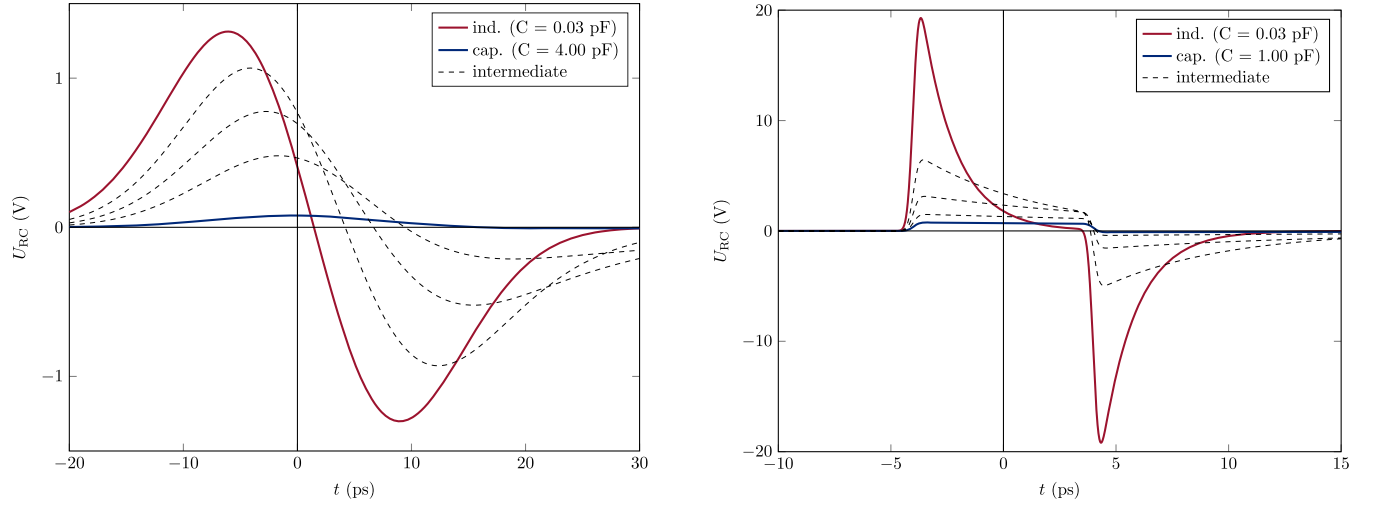 ind. (C = 0.03 pF)
cap. (C = 4.00 pF)
intermediate
1
0
−1
−20
−10
0
10
20
30
t (ps)
U_RC (V)
ind. (C = 0.03 pF)
cap. (C = 1.00 pF)
intermediate
20
10
0
−10
−20
−10
−5
0
5
10
15
t (ps)
U_RC (V)